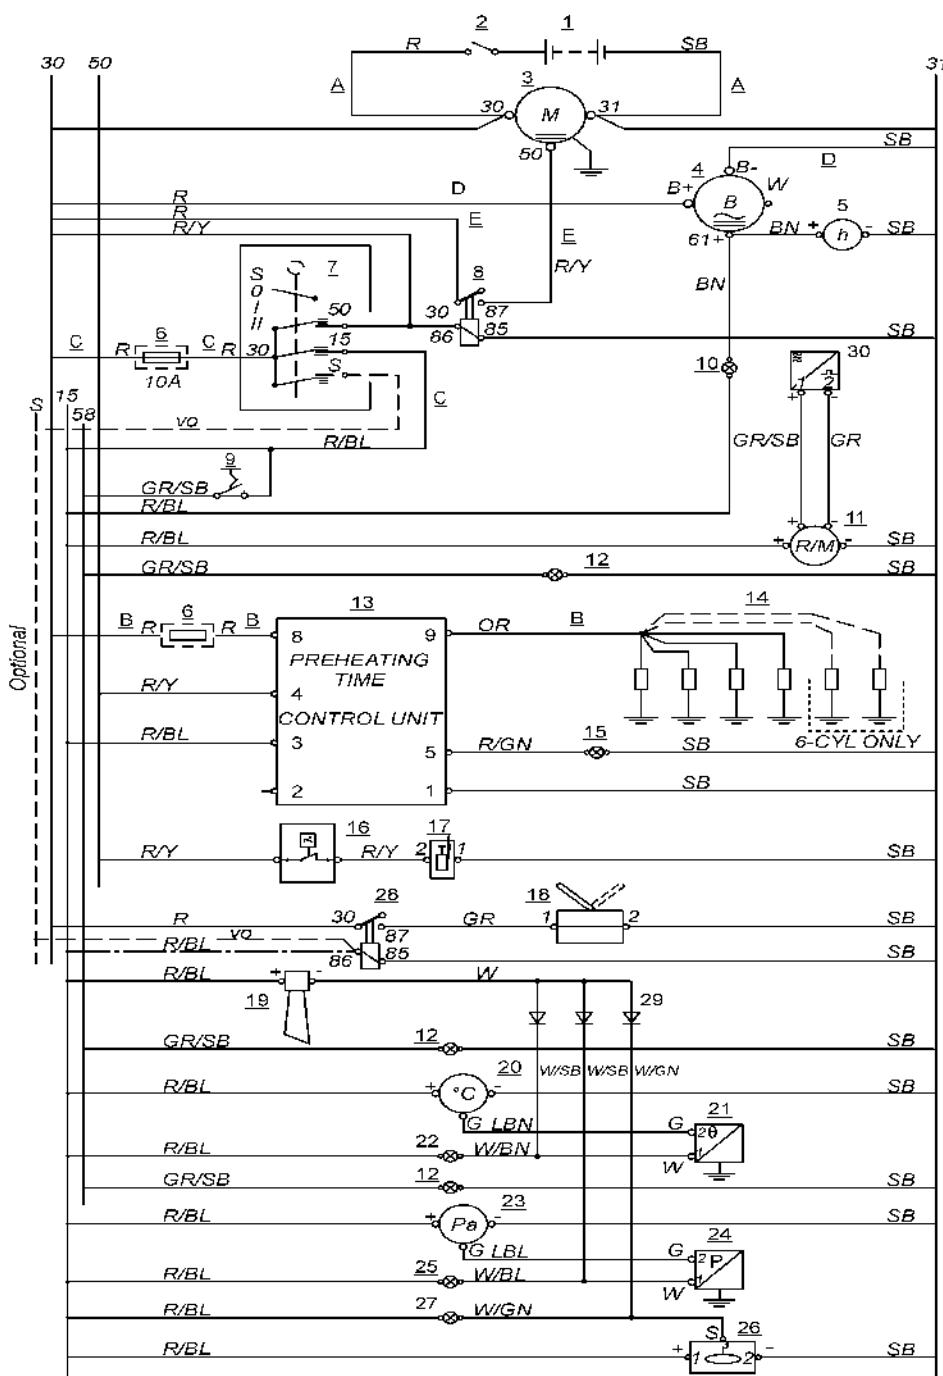 2 1
R SB
30 50 3 31
A A
30 M 31
50
SB
D
4 B-
R D B+ B W 5
R E
R/Y E 61+ BN + h - SB
7 8 R/Y BN
S
O
I
II
50 30 87
86 85 SB
C R 6 C R 30 15
10A S
10 30
1 2
+ -
S 15 58 C
vo
R/BL GR/SB GR
9
GR/SB
R/BL
+ - 11
R/BL + R/M - SB
GR/SB 12 SB
Optional
13 14
B R 6 R B 8 9 OR B
PREHEATING
TIME
R/Y 4
CONTROL UNIT
R/BL 3 15
5 R/GN SB 6-CYL ONLY
2 1 SB
16 17
R/Y R/Y 2 1 SB
28 18
R 30 87 GR 1 2 SB
vo
R/BL 86 85 SB
R/BL + - W
19 29
GR/SB 12 SB
20 W/SB W/SB W/GN
R/BL + °C - SB
G LBN G 2 θ 21
R/BL 22 W/BN W 1
GR/SB 12 SB
R/BL + Pa - 23 SB
G LBL G 2 P 24
R/BL 25 W/BL W 1
R/BL 27 W/GN
S 26
R/BL + 1 2 - SB